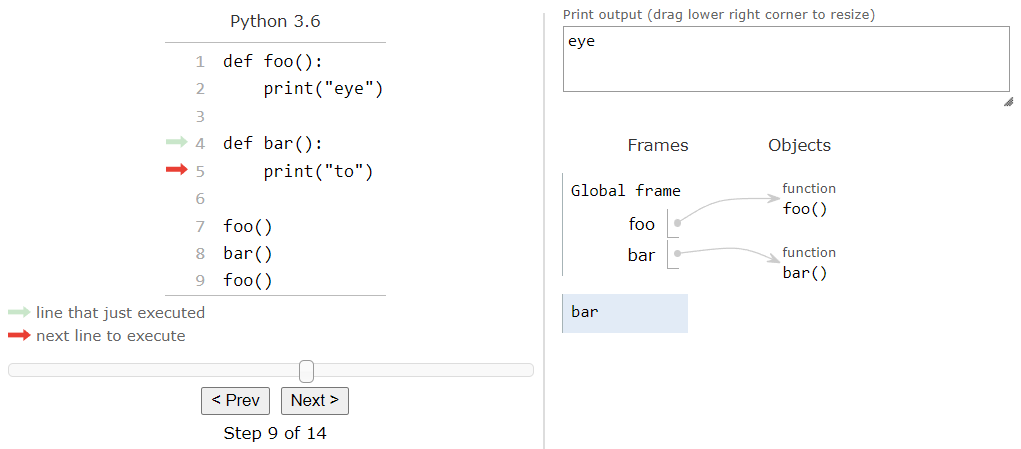 Python 3.6
1 def foo():
2     print("eye")
3
4 def bar():
5     print("to")
6
7 foo()
8 bar()
9 foo()
line that just executed
next line to execute
< Prev Next >
Step 9 of 14
Print output (drag lower right corner to resize)
eye
Frames Objects
Global frame
foo
bar
function
foo()
function
bar()
bar